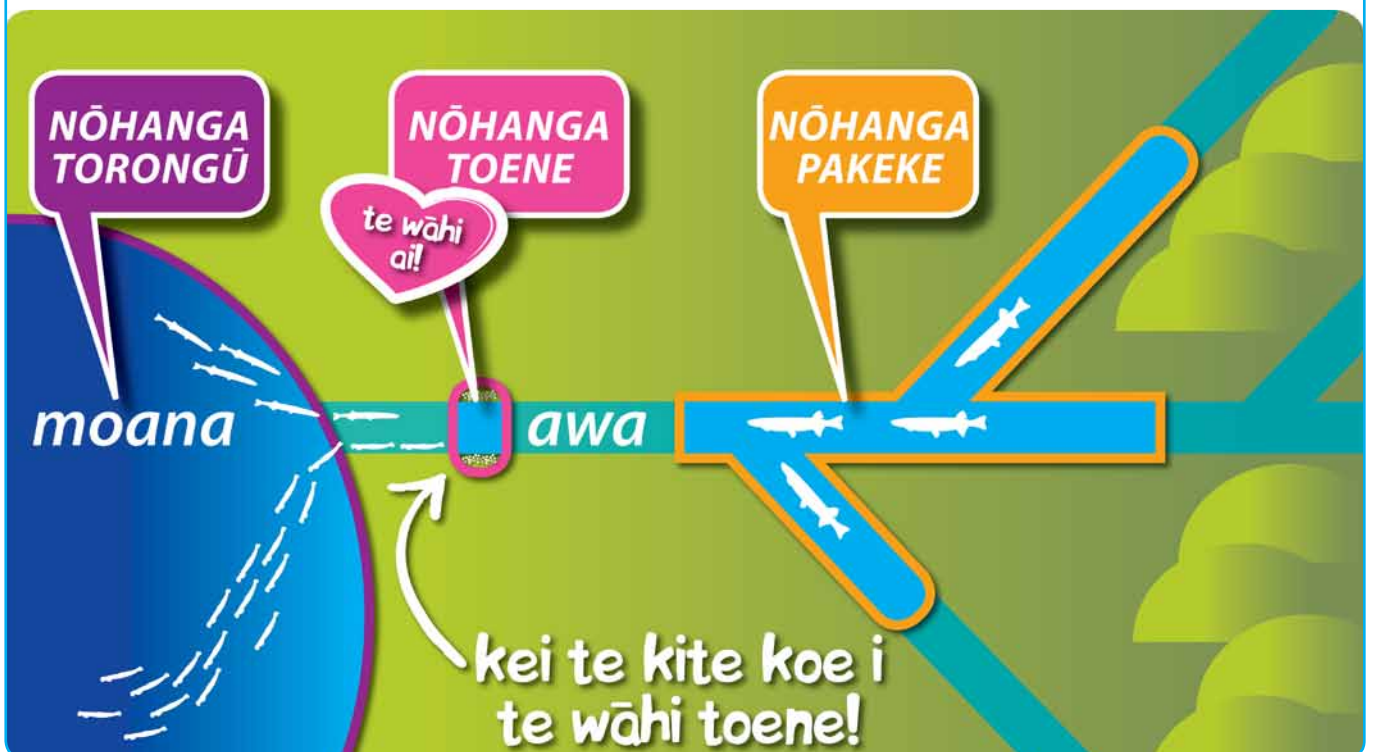 NŌHANGA
TORONGŪ
NŌHANGA
TOENE
te wāhi
ai!
NŌHANGA
PAKEKE
moana
awa
kei te kite koe i
te wāhi toene!